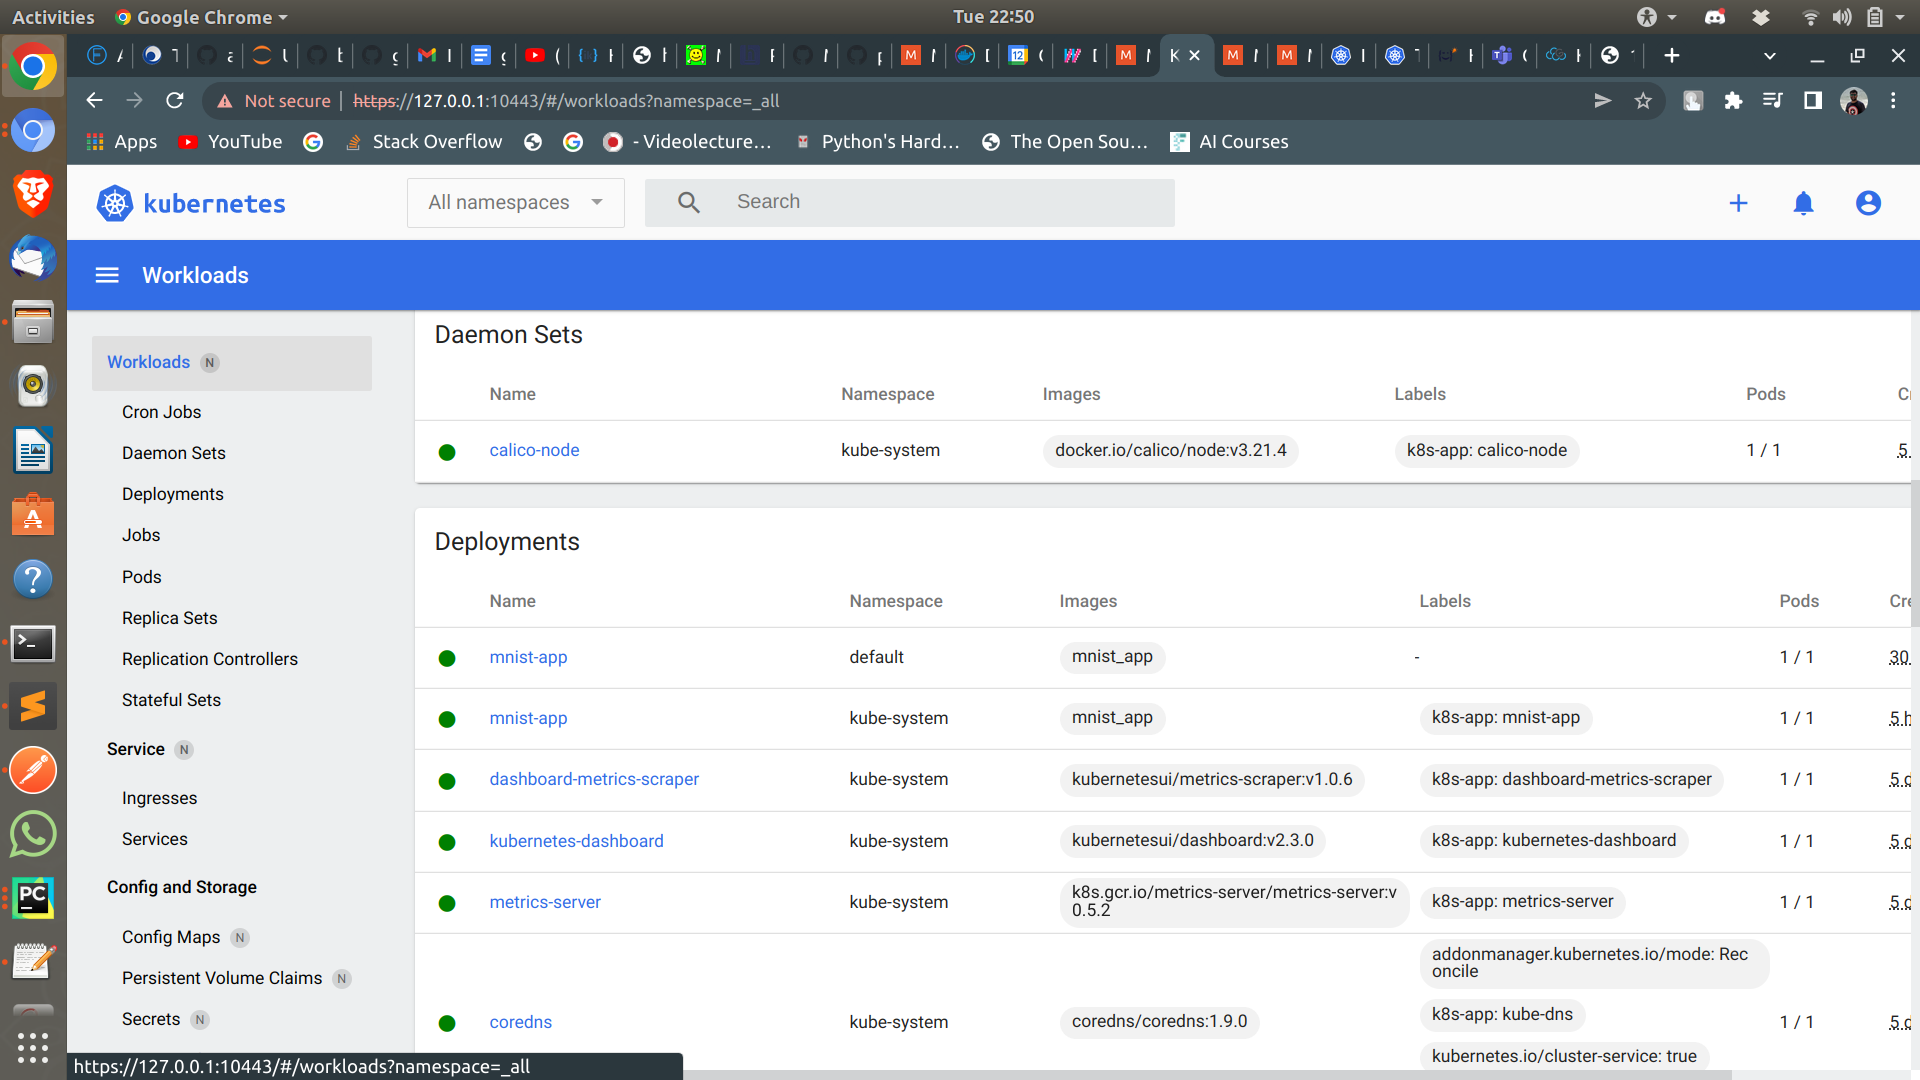 Activities
Google Chrome
Tue 22:50
Not secure
https://127.0.0.1:10443/#/workloads?namespace=_all
Apps
YouTube
Stack Overflow
- Videolecture...
Python's Hard...
The Open Sou...
AI Courses
kubernetes
All namespaces
Search
Workloads
Workloads N
Cron Jobs
Daemon Sets
Deployments
Jobs
Pods
Replica Sets
Replication Controllers
Stateful Sets
Service N
Ingresses
Services
Config and Storage
Config Maps N
Persistent Volume Claims N
Secrets N
Daemon Sets
Name Namespace Images Labels Pods
calico-node kube-system docker.io/calico/node:v3.21.4 k8s-app: calico-node 1 / 1 5
Deployments
Name Namespace Images Labels Pods Cre
mnist-app default mnist_app - 1 / 1 30
mnist-app kube-system mnist_app k8s-app: mnist-app 1 / 1 5 h
dashboard-metrics-scraper kube-system kubernetesui/metrics-scraper:v1.0.6 k8s-app: dashboard-metrics-scraper 1 / 1 5 d
kubernetes-dashboard kube-system kubernetesui/dashboard:v2.3.0 k8s-app: kubernetes-dashboard 1 / 1 5 d
metrics-server kube-system k8s.gcr.io/metrics-server/metrics-server:v
0.5.2
k8s-app: metrics-server 1 / 1 5 d
addonmanager.kubernetes.io/mode: Rec
oncile
coredns kube-system coredns/coredns:1.9.0 k8s-app: kube-dns 1 / 1 5 d
kubernetes.io/cluster-service: true
https://127.0.0.1:10443/#/workloads?namespace=_all